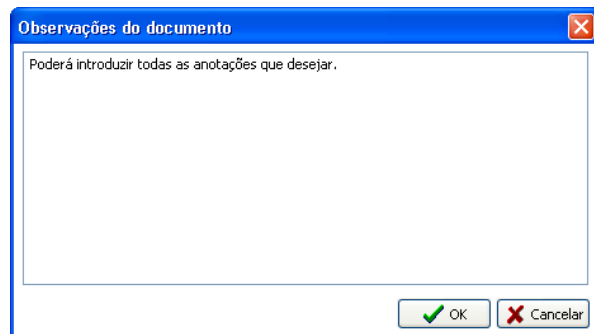 Observações do documento
Poderá introduzir todas as anotações que desejar.
OK
Cancelar